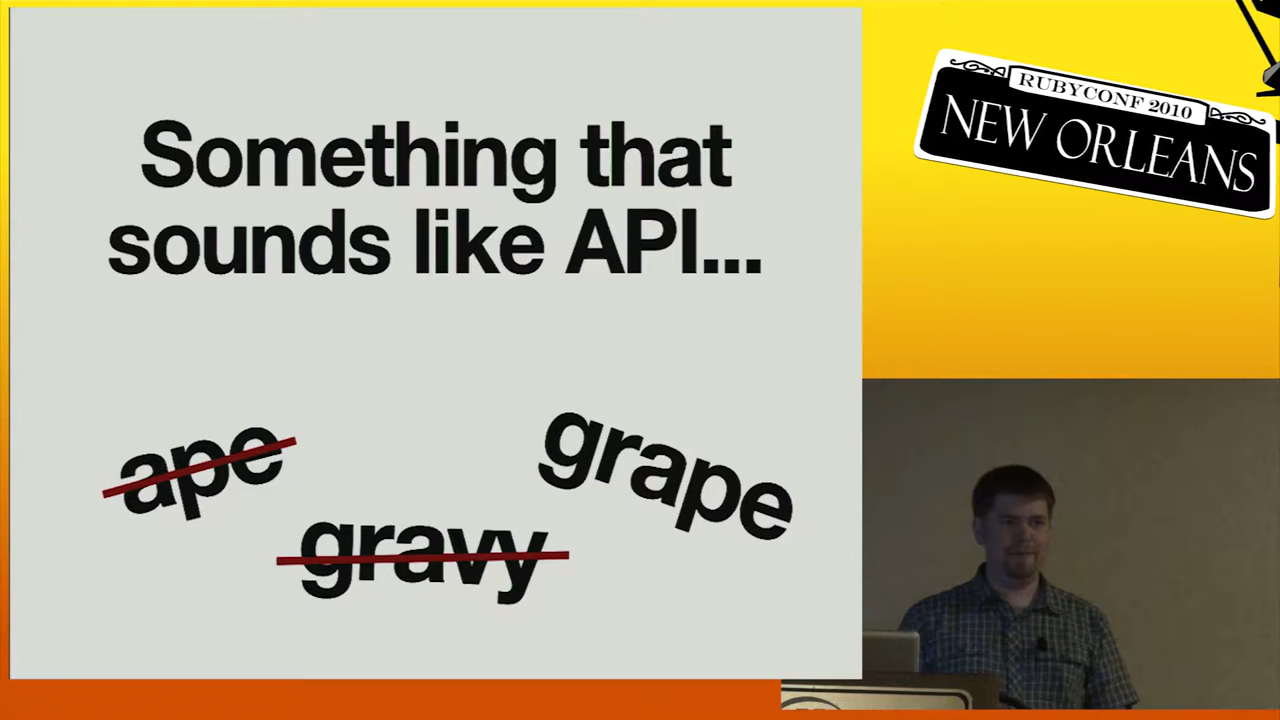 Something that
sounds like API...
ape
gravy
grape
RUBYCONF 2010
NEW ORLEANS